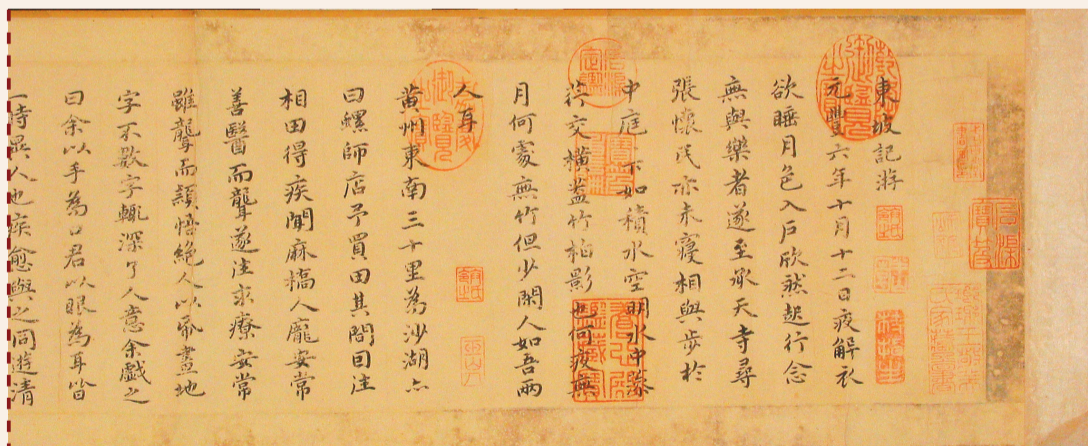 東坡記游
元豐六年十月十二日夜解衣
欲睡月色入戶欣然起行念
無與樂者遂至承天寺尋
張懷民亦未寢相與步於
中庭下如積水空明水中藻
荇交橫蓋竹栢影也何夜無
月何處無竹但少閑人如吾兩
人耳
黃州東南三十里為沙湖亦
曰螺師店予買田其間因往
相田得疾聞麻橋人龐安常
善醫而聾遂往求療安常
雖聾而穎悟絕人以帋畫地
字不數字輒深了人意余戲之
曰余以手為口君以眼為耳皆
一時異人也疾愈與之同遊清